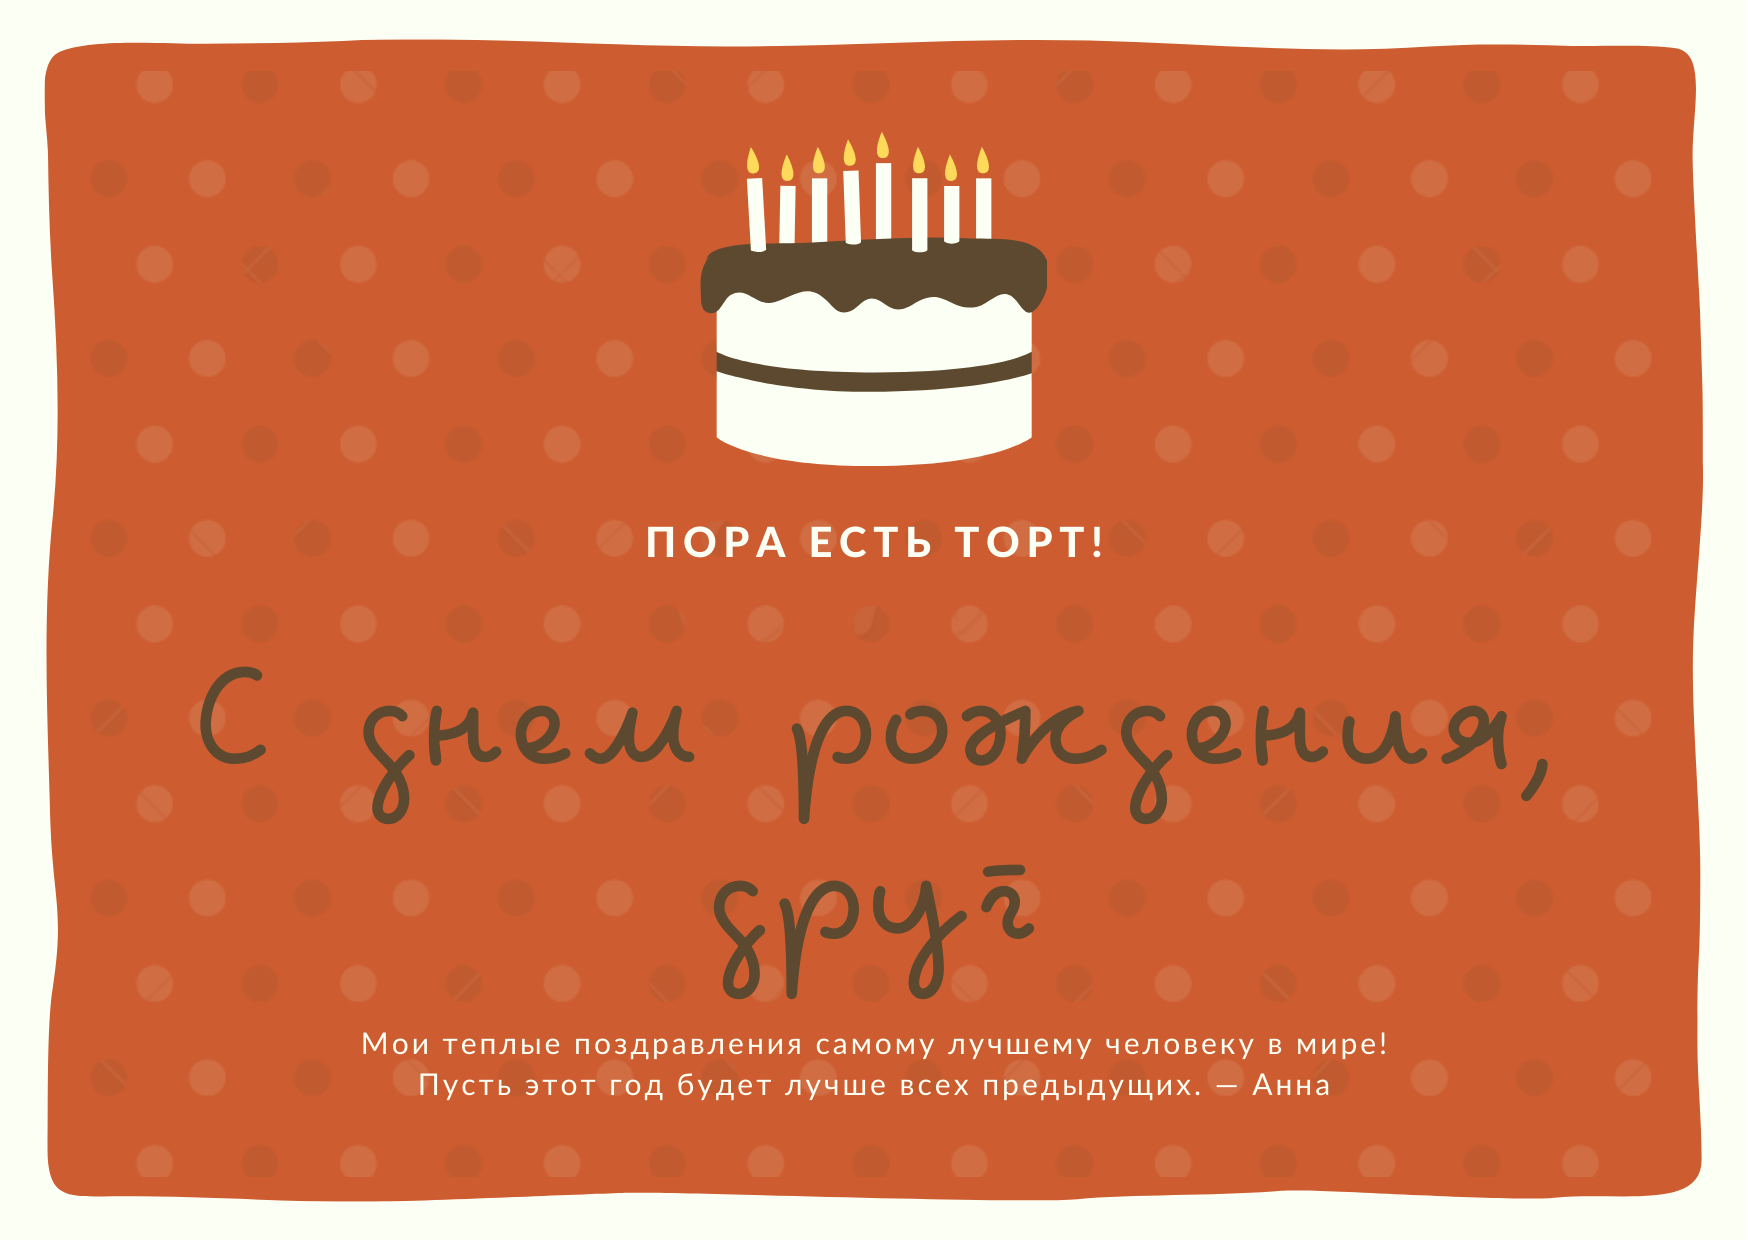 ПОРА ЕСТЬ ТОРТ!
С днем рождения,
друг
Мои теплые поздравления самому лучшему человеку в мире!
Пусть этот год будет лучше всех предыдущих. — Анна